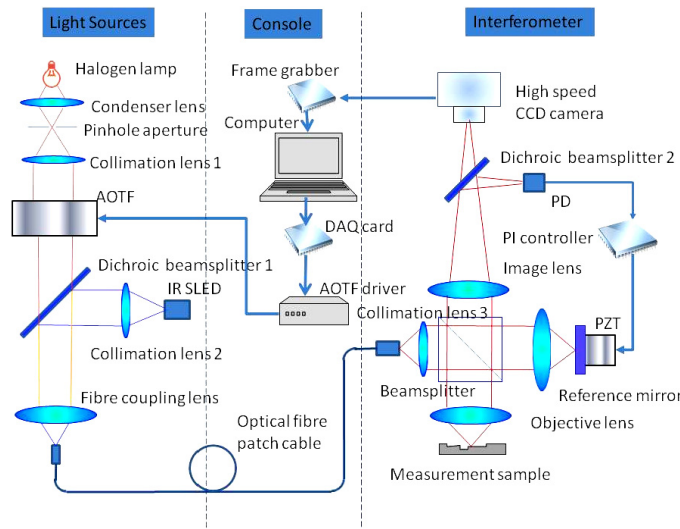 Light Sources
Console
Interferometer
Halogen lamp
Condenser lens
Pinhole aperture
Collimation lens 1
AOTF
Dichroic beamsplitter 1
IR SLED
Collimation lens 2
Fibre coupling lens
Optical fibre
patch cable
Frame grabber
Computer
DAQ card
AOTF driver
High speed
CCD camera
Dichroic beamsplitter 2
PD
PI controller
Image lens
Collimation lens 3
PZT
Beamsplitter
Reference mirror
Objective lens
Measurement sample